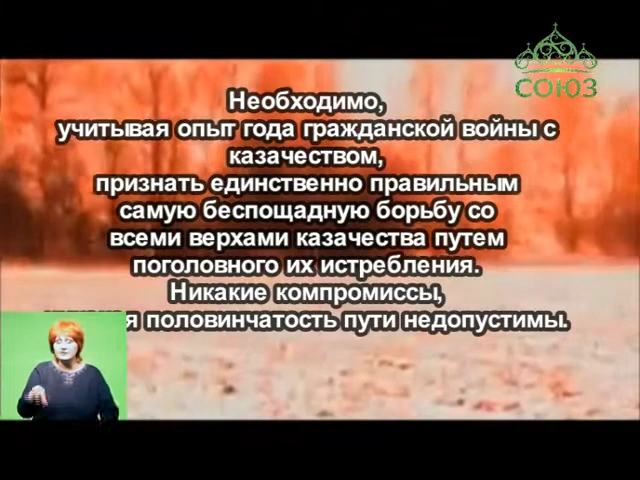 СОЮЗ
Необходимо,
учитывая опыт года гражданской войны с
казачеством,
признать единственно правильным
самую беспощадную борьбу со
всеми верхами казачества путем
поголовного их истребления.
Никакие компромиссы,
половинчатость пути недопустимы.